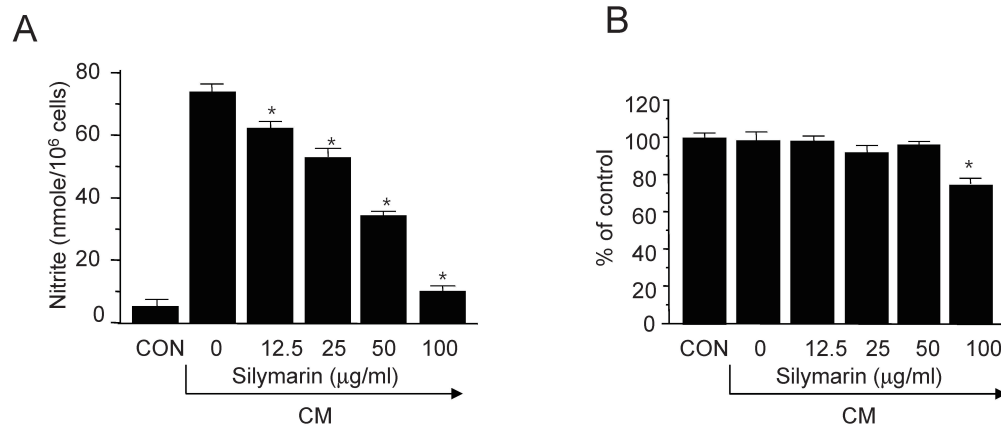 A
Nitrite (nmole/10⁶ cells)
80
60
40
20
0
*
*
*
*
CON 0 12.5 25 50 100
Silymarin (μg/ml)
CM
B
% of control
120
100
80
60
40
20
0
*
CON 0 12.5 25 50 100
Silymarin (μg/ml)
CM